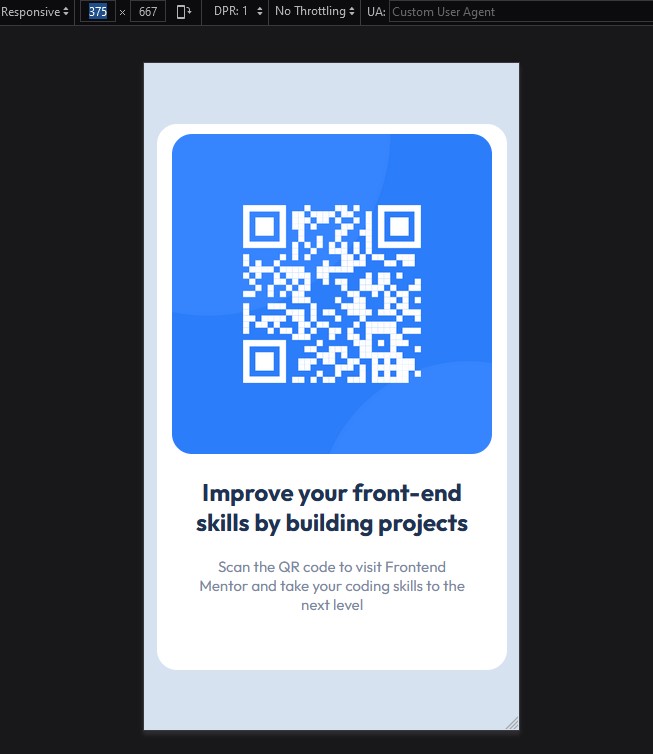 Responsive 375 × 667 DPR: 1 No Throttling UA: Custom User Agent
Improve your front-end
skills by building projects
Scan the QR code to visit Frontend
Mentor and take your coding skills to the
next level